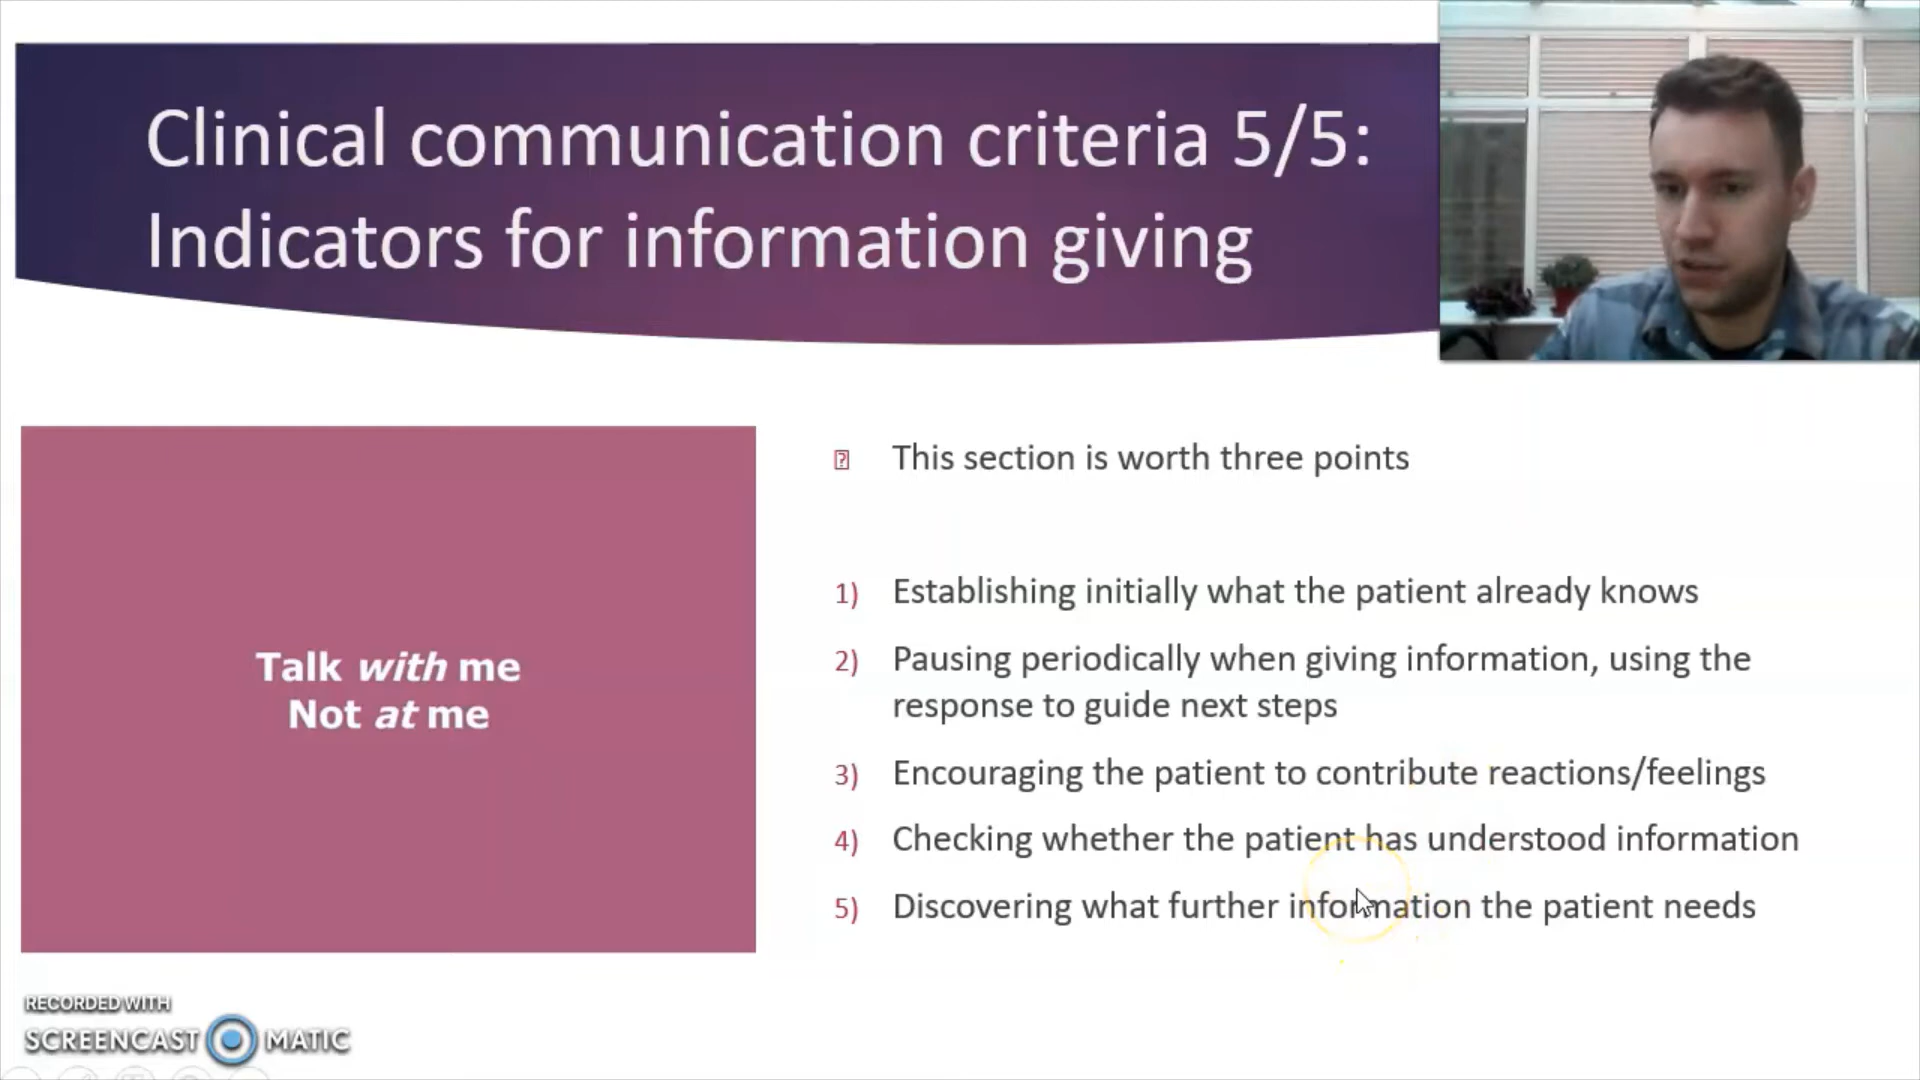 Clinical communication criteria 5/5:
Indicators for information giving
Talk with me
Not at me
This section is worth three points
1) Establishing initially what the patient already knows
2) Pausing periodically when giving information, using the
response to guide next steps
3) Encouraging the patient to contribute reactions/feelings
4) Checking whether the patient has understood information
5) Discovering what further information the patient needs
RECORDED WITH
SCREENCAST MATIC